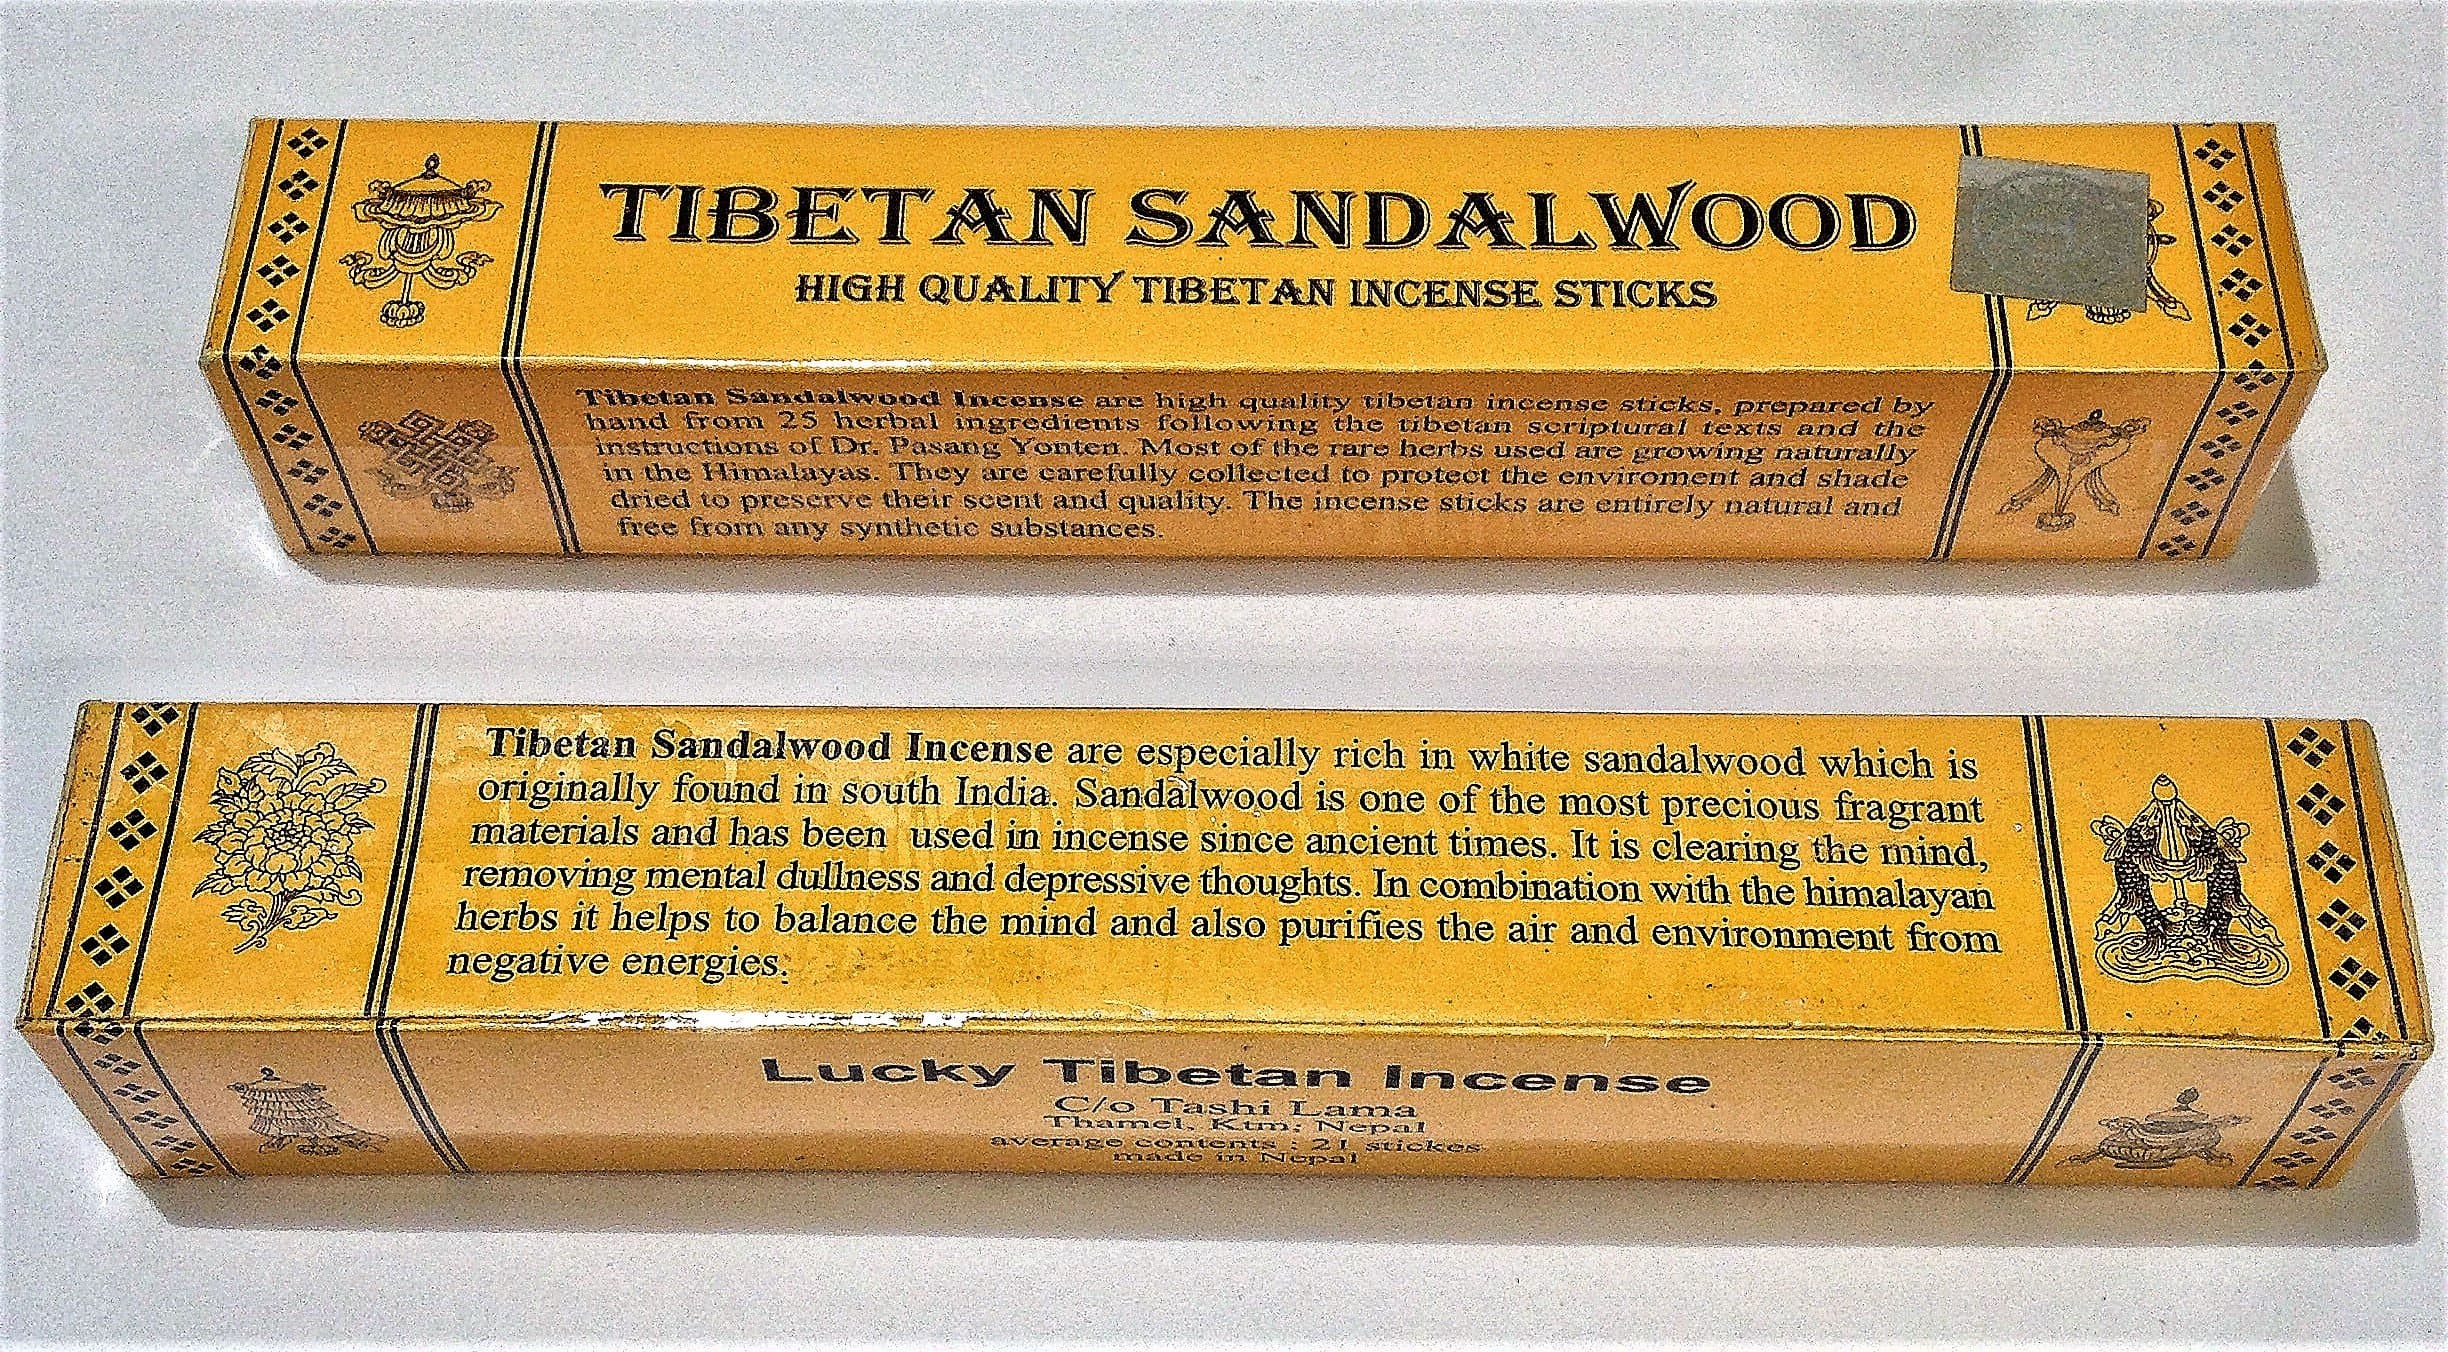 TIBETAN SANDALWOOD
HIGH QUALITY TIBETAN INCENSE STICKS
Tibetan Sandalwood Incense are high quality tibetan incense sticks, prepared by
hand from 25 herbal ingredients following the tibetan scriptural texts and the
instructions of Dr. Pasang Yonten. Most of the rare herbs used are growing naturally
in the Himalayas. They are carefully collected to protect the enviroment and shade
dried to preserve their scent and quality. The incense sticks are entirely natural and
free from any synthetic substances.
Tibetan Sandalwood Incense are especially rich in white sandalwood which is
originally found in south India. Sandalwood is one of the most precious fragrant
materials and has been used in incense since ancient times. It is clearing the mind,
removing mental dullness and depressive thoughts. In combination with the himalayan
herbs it helps to balance the mind and also purifies the air and environment from
negative energies.
Lucky Tibetan Incense
C/o Tashi Lama
Thamel, Ktm; Nepal
average contents : 21 stickes
made in Nepal